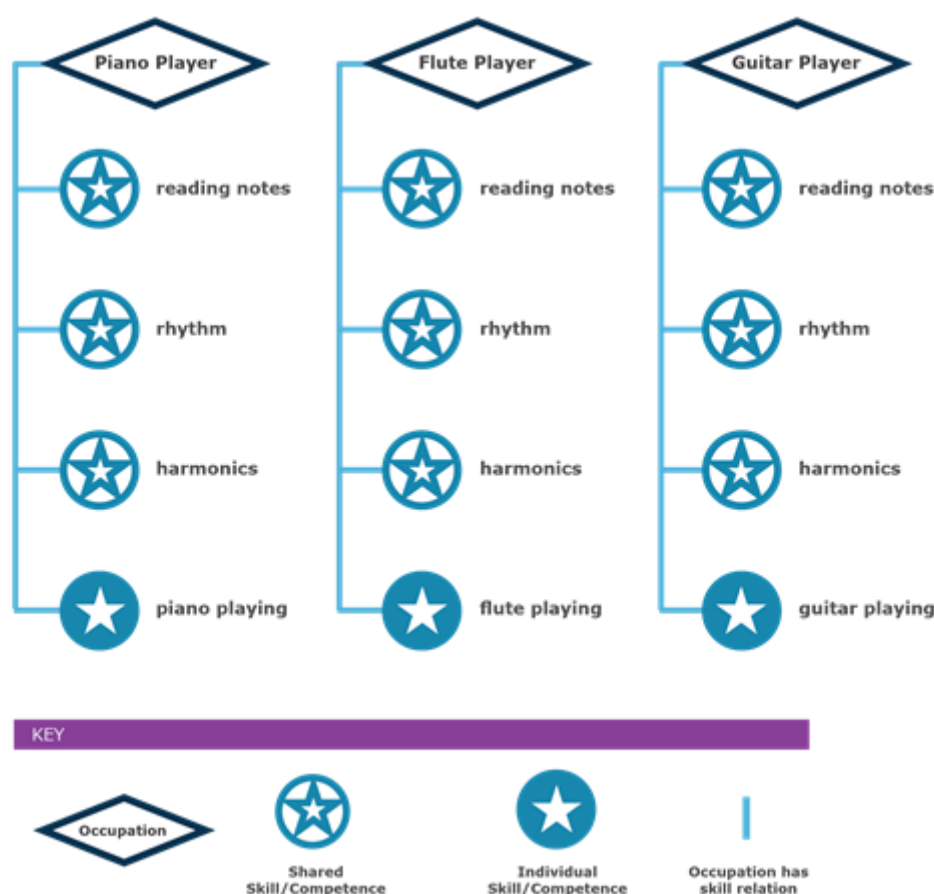 Piano Player
Flute Player
Guitar Player
reading notes
reading notes
reading notes
rhythm
rhythm
rhythm
harmonics
harmonics
harmonics
piano playing
flute playing
guitar playing
KEY
Occupation
Shared
Skill/Competence
Individual
Skill/Competence
Occupation has
skill relation